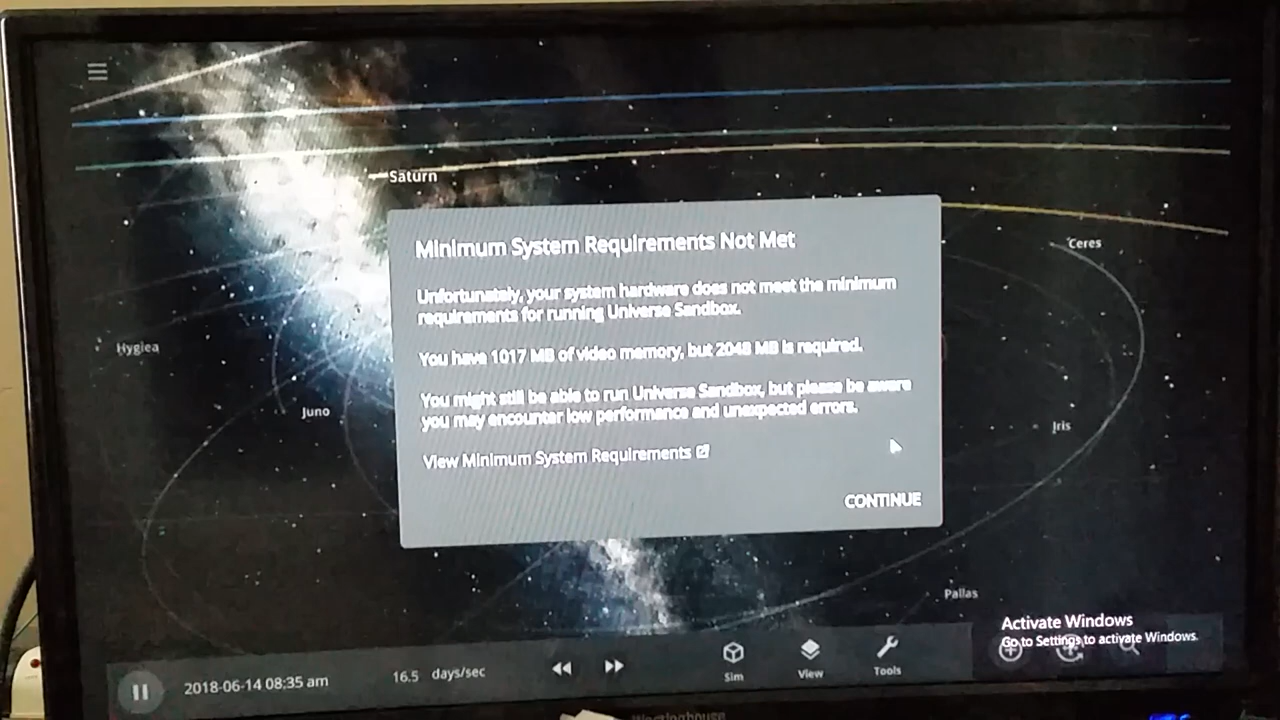 Saturn
Ceres
Minimum System Requirements Not Met
Unfortunately, your system hardware does not meet the minimum
requirements for running Universe Sandbox.
You have 1017 MB of video memory, but 2048 MB is required.
You might still be able to run Universe Sandbox, but please be aware
you may encounter low performance and unexpected errors.
View Minimum System Requirements
CONTINUE
Hygiea
Juno
Iris
Pallas
Activate Windows
Go to Settings to activate Windows.
2018-06-14 08:35 am
16.5 days/sec
Sim
View
Tools
Westinghouse